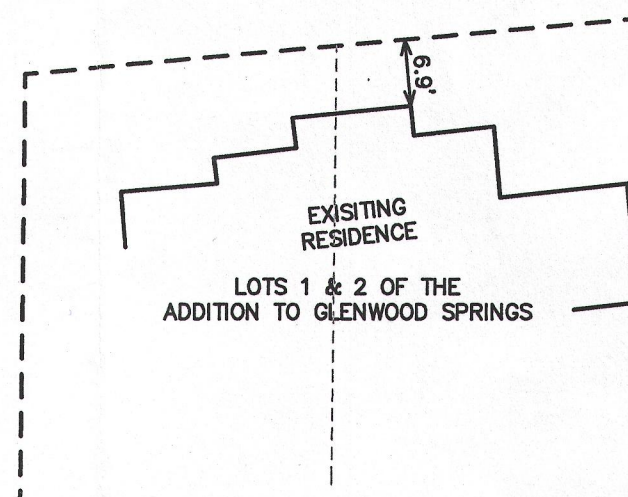 6.9'
EXISITING
RESIDENCE
LOTS 1 & 2 OF THE
ADDITION TO GLENWOOD SPRINGS